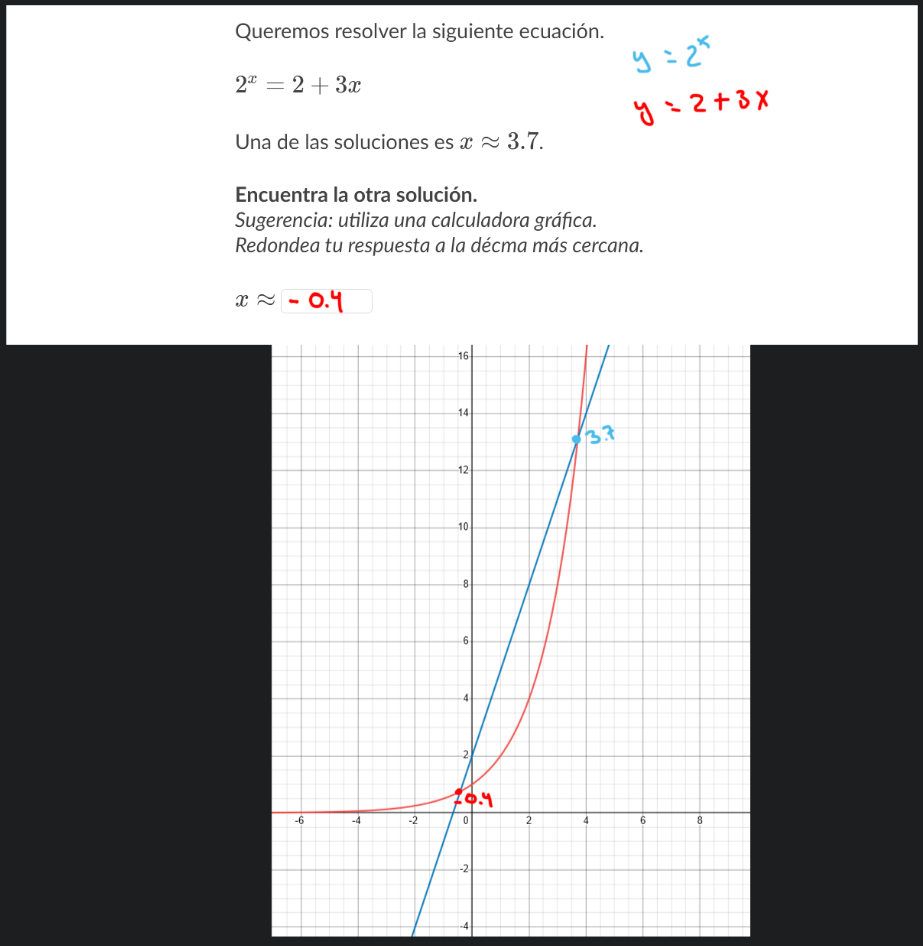 Queremos resolver la siguiente ecuación.
y = 2^x
2^x = 2 + 3x
y = 2 + 3x
Una de las soluciones es x ≈ 3.7.
Encuentra la otra solución.
Sugerencia: utiliza una calculadora gráfica.
Redondea tu respuesta a la décma más cercana.
x ≈ - 0.4
16
14
3.7
12
10
8
6
4
2
-0.4
-6 -4 -2 0 2 4 6 8
-2
-4